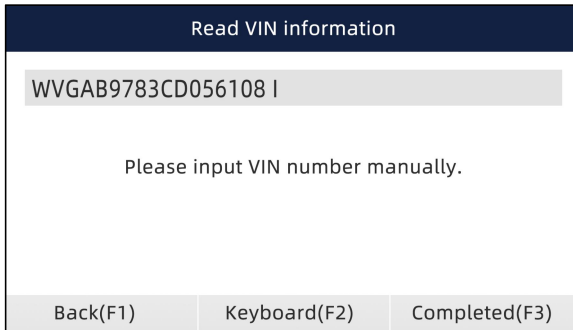 Read VIN information
WVGAB9783CD056108 I
Please input VIN number manually.
Back(F1) Keyboard(F2) Completed(F3)